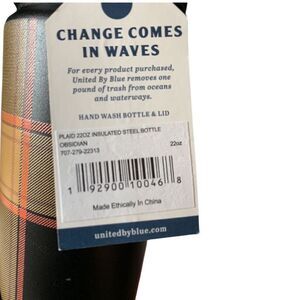 CHANGE COMES
IN WAVES
For every product purchased,
United By Blue removes one
pound of trash from oceans
and waterways.
HAND WASH BOTTLE & LID
PLAID 22OZ INSULATED STEEL BOTTLE
OBSIDIAN
707-279-22313 22oz
1 92900 10046 8
Made Ethically In China
unitedbyblue.com